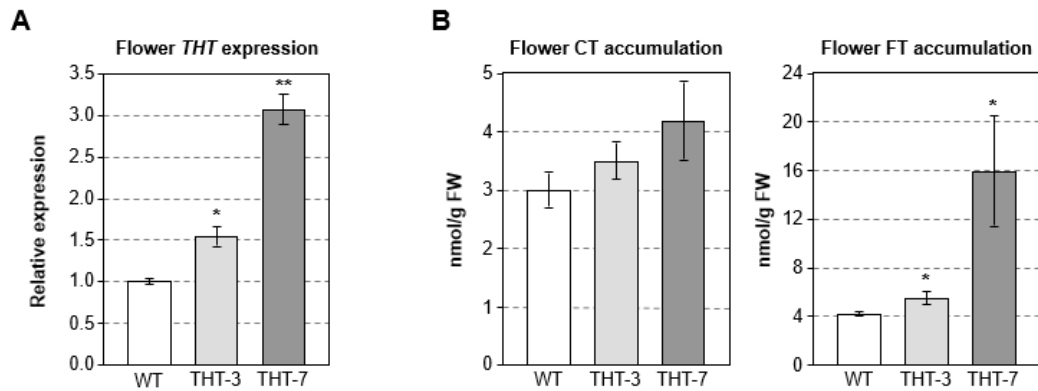 A
Flower THT expression
Relative expression
3.5
3.0
2.5
2.0
1.5
1.0
0.5
0.0
*
**
WT THT-3 THT-7
B
Flower CT accumulation
nmol/g FW
5
4
3
2
1
0
WT THT-3 THT-7
Flower FT accumulation
nmol/g FW
24
20
16
12
8
4
0
*
*
WT THT-3 THT-7